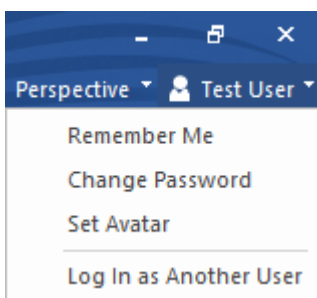 Perspective Test User
Remember Me
Change Password
Set Avatar
Log In as Another User